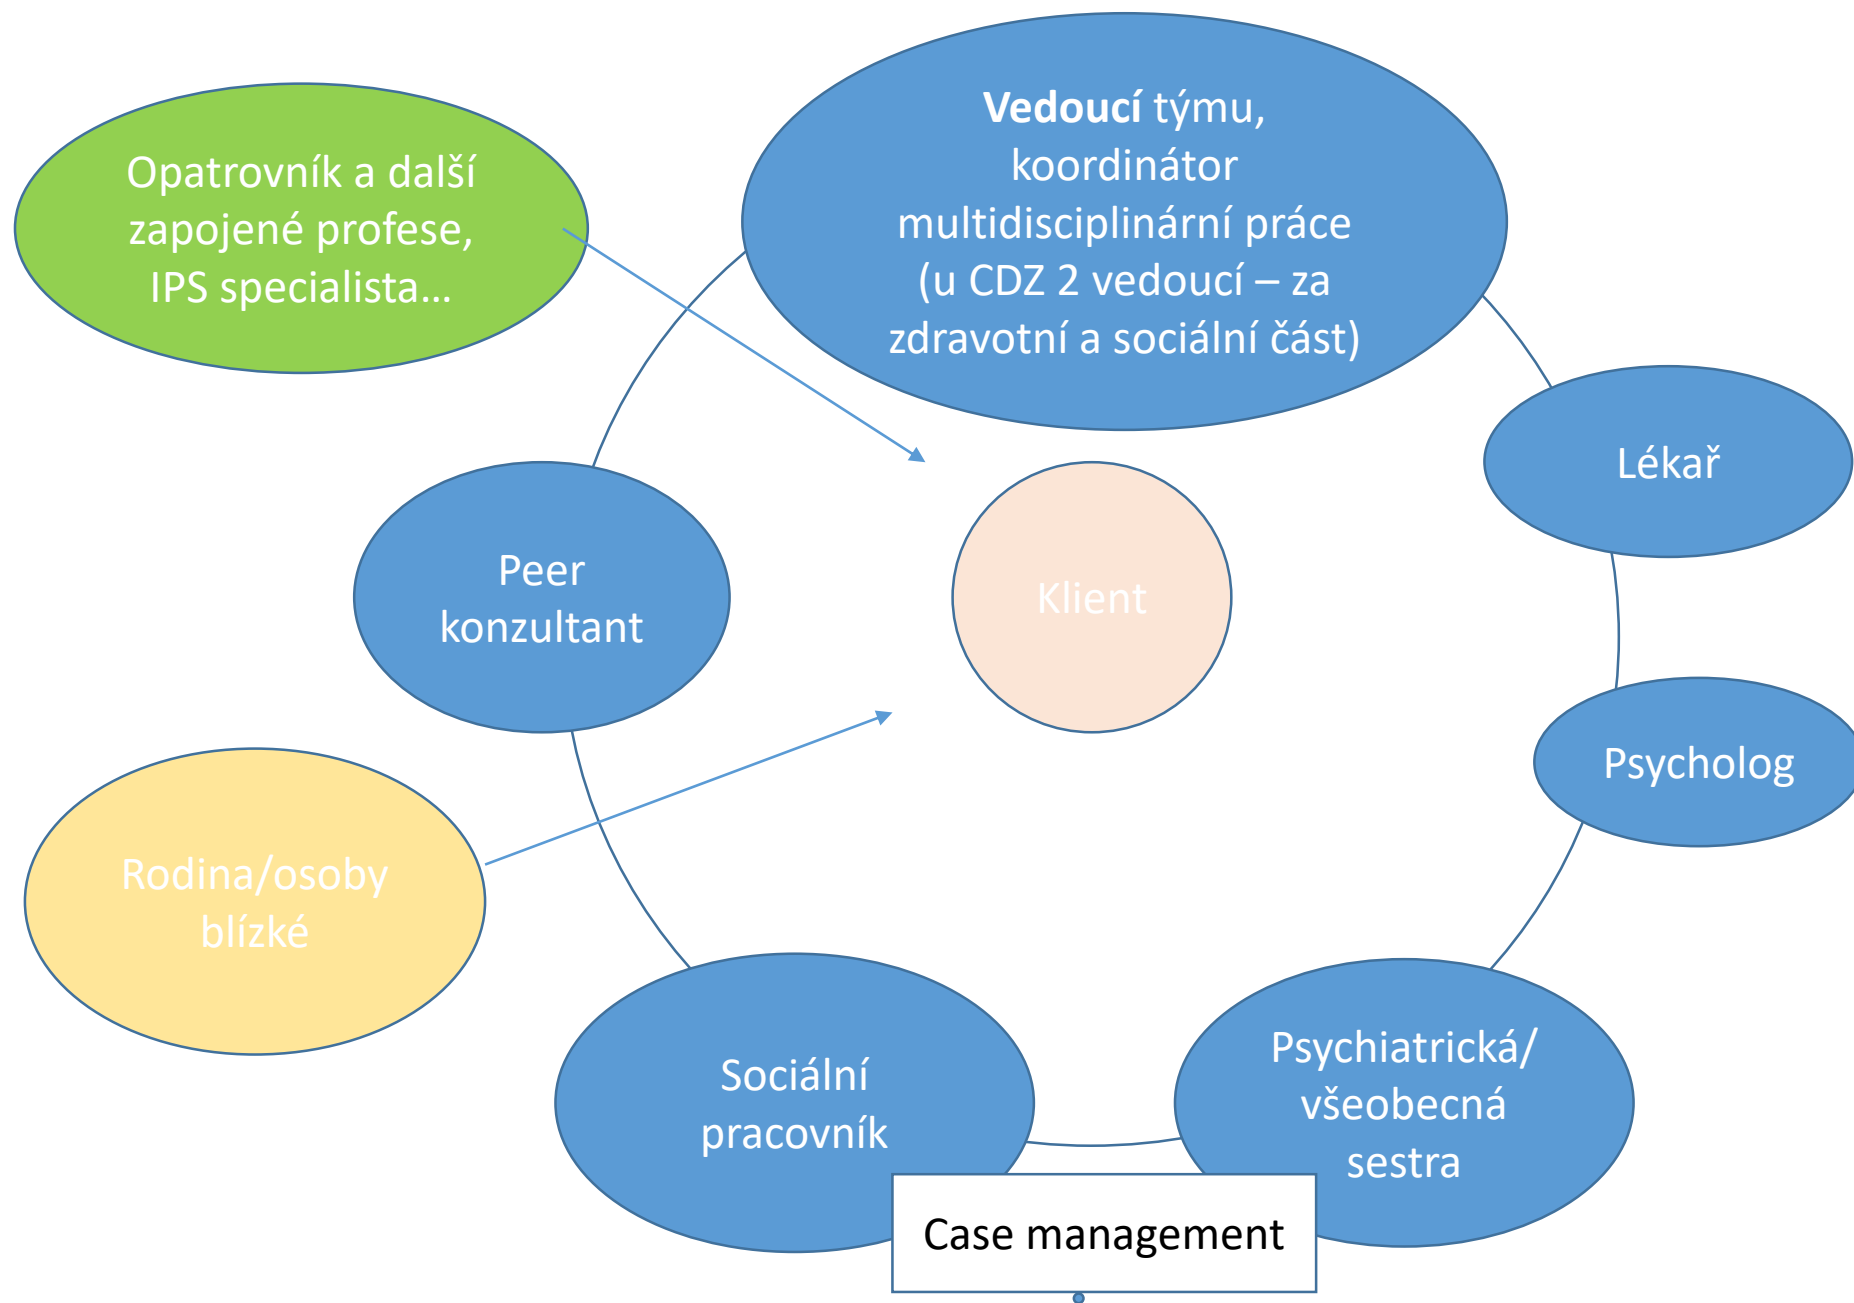 Vedoucí týmu,
koordinátor
multidisciplinární práce
(u CDZ 2 vedoucí – za
zdravotní a sociální část)
Opatrovník a další
zapojené profese,
IPS specialista…
Lékař
Peer
konzultant
Klient
Psycholog
Rodina/osoby
blízké
Sociální
pracovník
Psychiatrická/
všeobecná
sestra
Case management